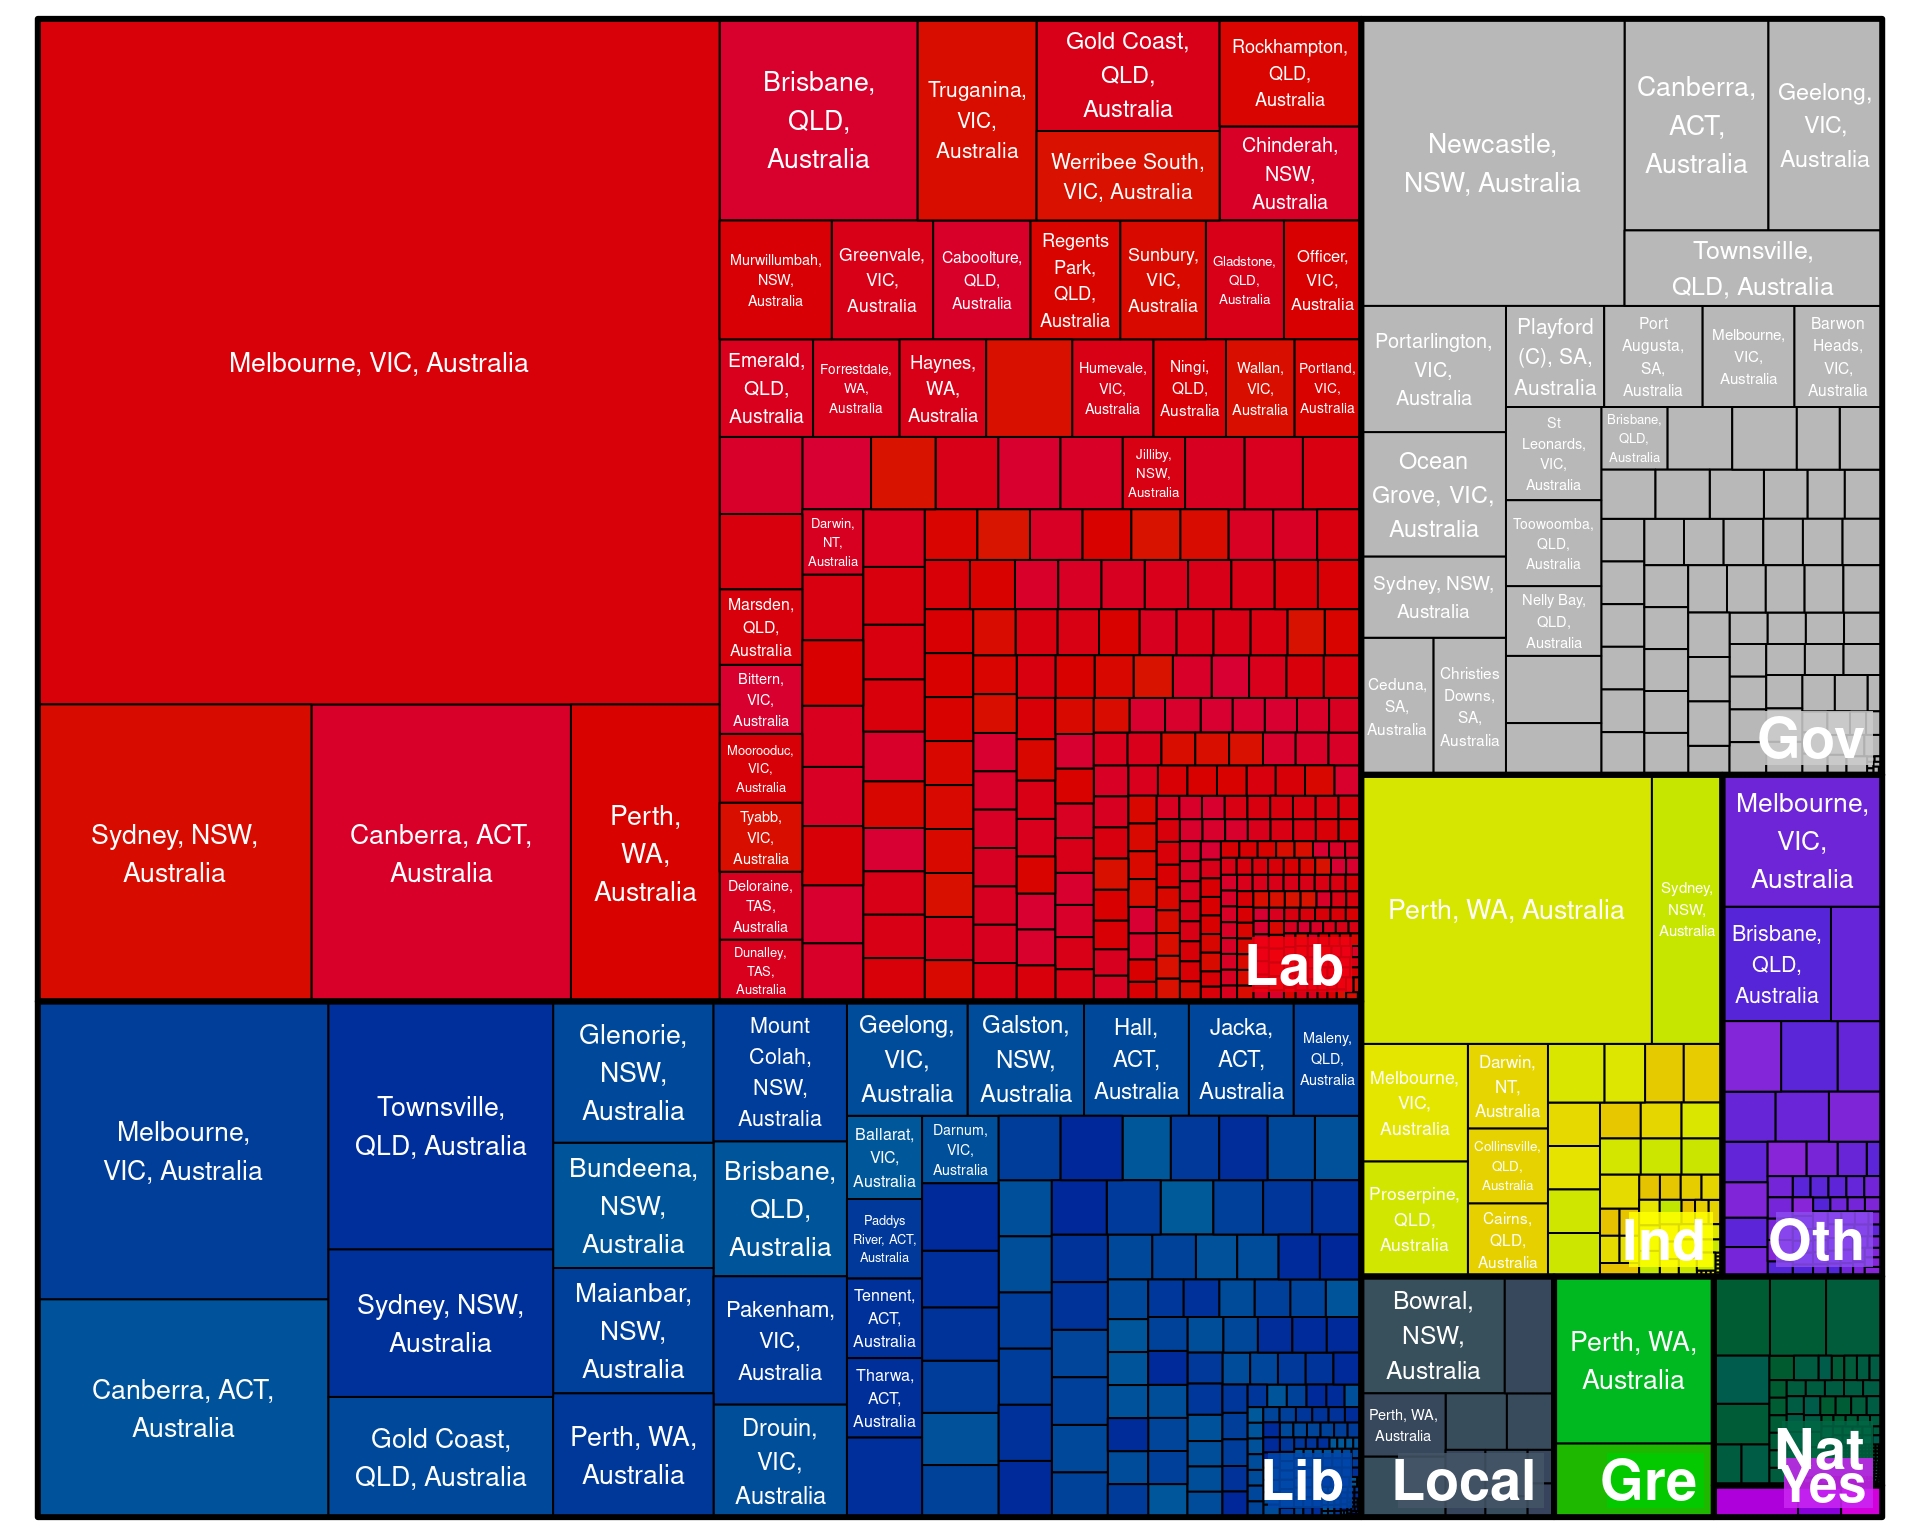 Melbourne, VIC, Australia
Sydney, NSW,
Australia
Canberra, ACT,
Australia
Perth,
WA,
Australia
Brisbane,
QLD,
Australia
Truganina,
VIC,
Australia
Gold Coast,
QLD,
Australia
Werribee South,
VIC, Australia
Rockhampton,
QLD,
Australia
Chinderah,
NSW,
Australia
Murwillumbah,
NSW,
Australia
Greenvale,
VIC,
Australia
Caboolture,
QLD,
Australia
Regents
Park,
QLD,
Australia
Sunbury,
VIC,
Australia
Gladstone,
QLD,
Australia
Officer,
VIC,
Australia
Emerald,
QLD,
Australia
Forrestdale,
WA,
Australia
Haynes,
WA,
Australia
Humevale,
VIC,
Australia
Ningi,
QLD,
Australia
Wallan,
VIC,
Australia
Portland,
VIC,
Australia
Jilliby,
NSW,
Australia
Darwin,
NT,
Australia
Marsden,
QLD,
Australia
Bittern,
VIC,
Australia
Moorooduc,
VIC,
Australia
Tyabb,
VIC,
Australia
Deloraine,
TAS,
Australia
Dunalley,
TAS,
Australia
Lab
Newcastle,
NSW, Australia
Canberra,
ACT,
Australia
Geelong,
VIC,
Australia
Townsville,
QLD, Australia
Portarlington,
VIC,
Australia
Playford
(C), SA,
Australia
Port
Augusta,
SA,
Australia
Melbourne,
VIC,
Australia
Barwon
Heads,
VIC,
Australia
Ocean
Grove, VIC,
Australia
St
Leonards,
VIC,
Australia
Brisbane,
QLD,
Australia
Toowoomba,
QLD,
Australia
Sydney, NSW,
Australia
Nelly Bay,
QLD,
Australia
Ceduna,
SA,
Australia
Christies
Downs,
SA,
Australia
Gov
Perth, WA, Australia
Sydney,
NSW,
Australia
Melbourne,
VIC,
Australia
Darwin,
NT,
Australia
Collinsville,
QLD,
Australia
Proserpine,
QLD,
Australia
Cairns,
QLD,
Australia
Ind
Melbourne,
VIC,
Australia
Brisbane,
QLD,
Australia
Oth
Melbourne,
VIC, Australia
Canberra, ACT,
Australia
Townsville,
QLD, Australia
Sydney, NSW,
Australia
Gold Coast,
QLD, Australia
Glenorie,
NSW,
Australia
Bundeena,
NSW,
Australia
Maianbar,
NSW,
Australia
Perth, WA,
Australia
Mount
Colah,
NSW,
Australia
Brisbane,
QLD,
Australia
Pakenham,
VIC,
Australia
Drouin,
VIC,
Australia
Geelong,
VIC,
Australia
Galston,
NSW,
Australia
Hall,
ACT,
Australia
Jacka,
ACT,
Australia
Maleny,
QLD,
Australia
Ballarat,
VIC,
Australia
Darnum,
VIC,
Australia
Paddys
River, ACT,
Australia
Tennent,
ACT,
Australia
Tharwa,
ACT,
Australia
Lib
Bowral,
NSW,
Australia
Perth, WA,
Australia
Local
Perth, WA,
Australia
Gre
Nat
Yes